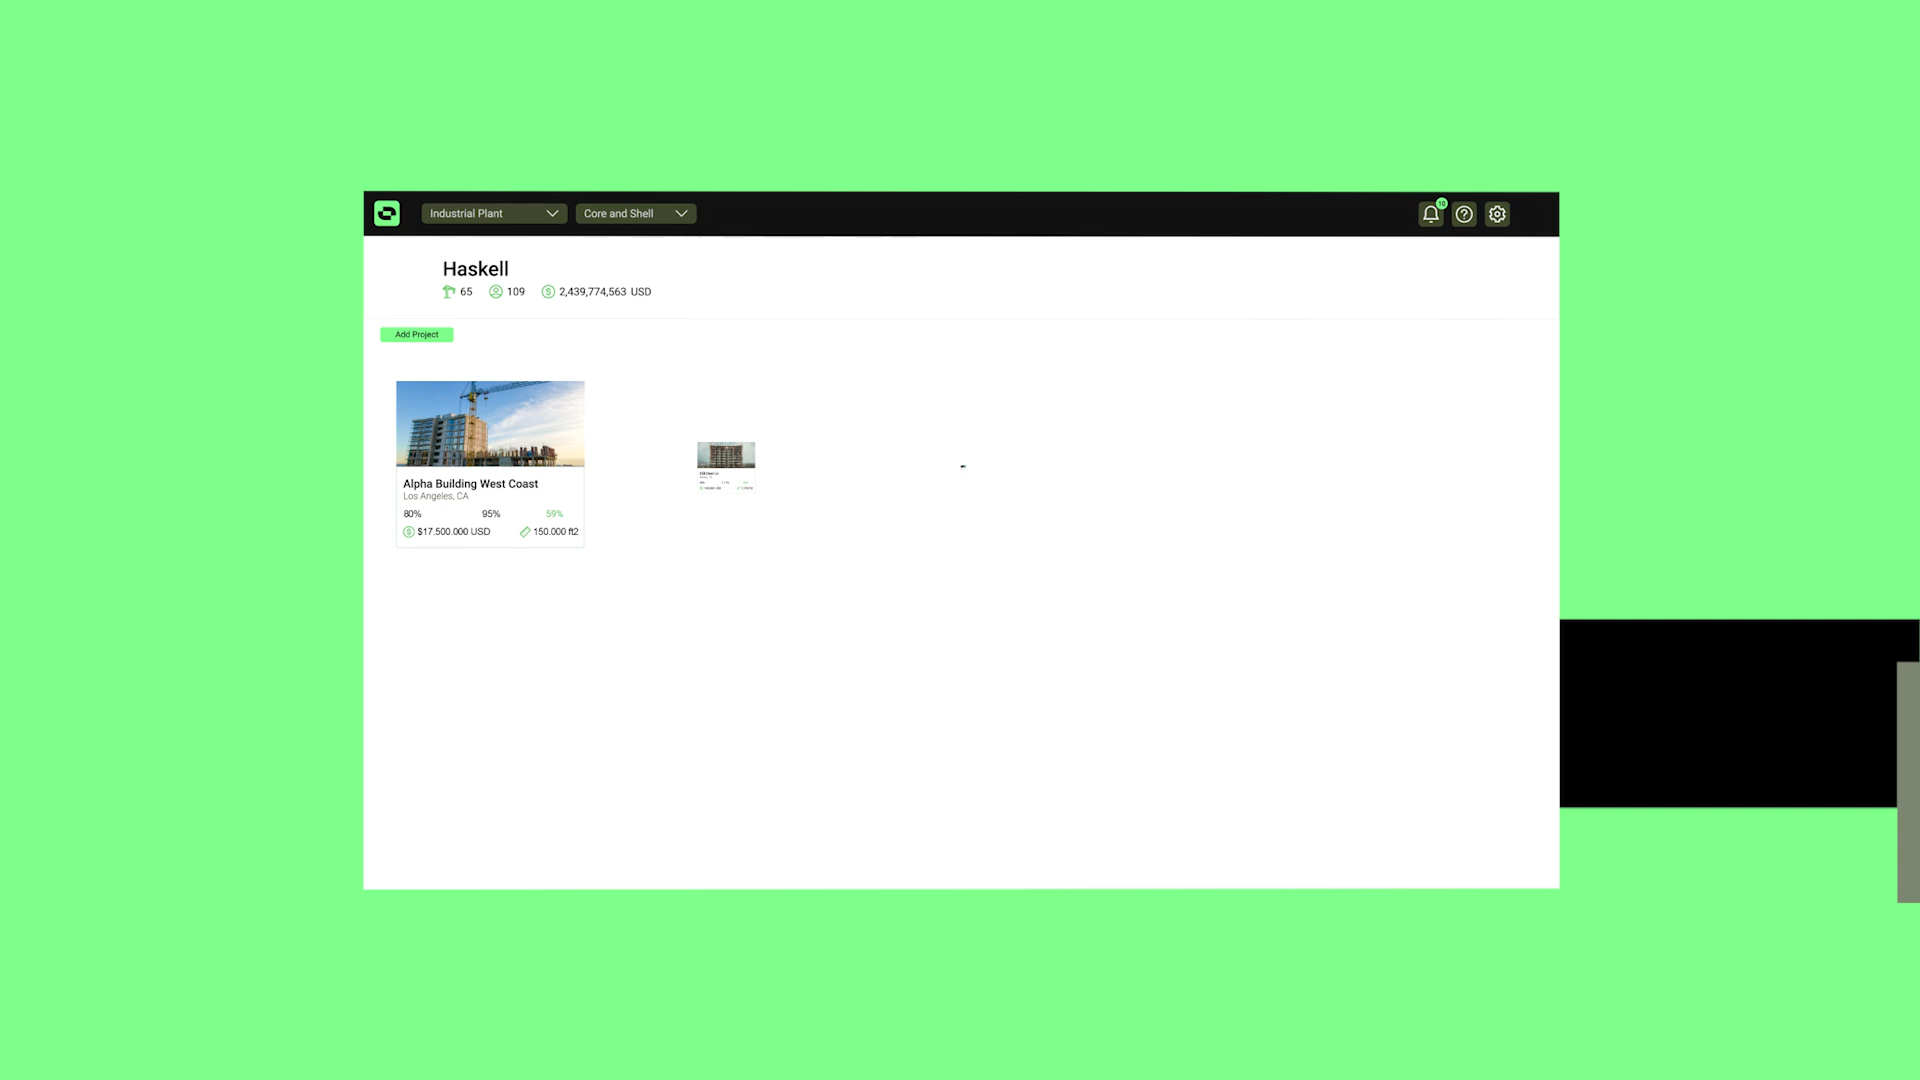 Industrial Plant
Core and Shell
10
Haskell
65
109
2,439,774,563 USD
Add Project
Alpha Building West Coast
Los Angeles, CA
80%
95%
59%
$17.500.000 USD
150.000 ft2